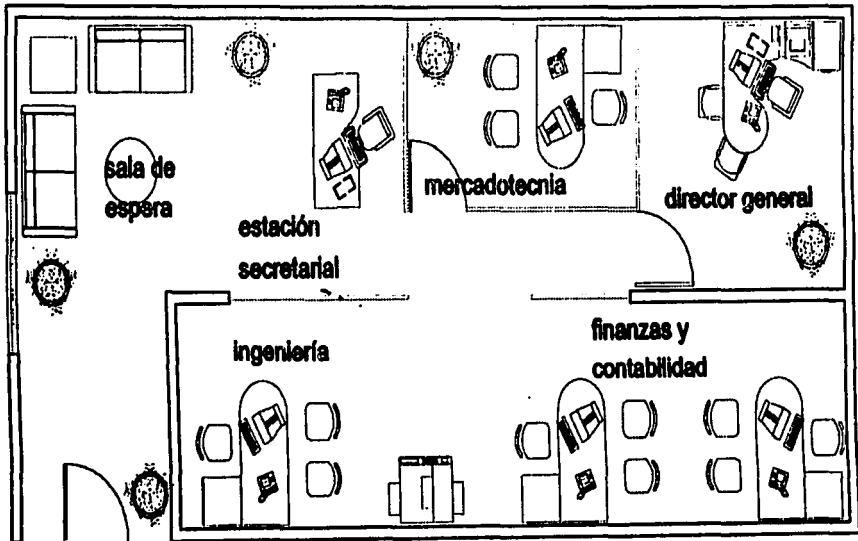 sala de
espera
estación
secretarial
mercadotecnia
director general
ingeniería
finanzas y
contabilidad